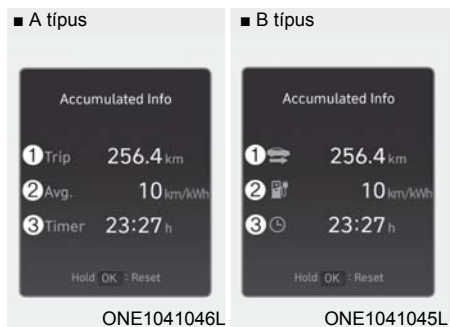 ■ A típus
Accumulated Info
1 Trip 256.4 km
2 Avg. 10 km/kWh
3 Timer 23:27 h
Hold OK : Reset
ONE1041046L
■ B típus
Accumulated Info
1 256.4 km
2 10 km/kWh
3 23:27 h
Hold OK : Reset
ONE1041045L